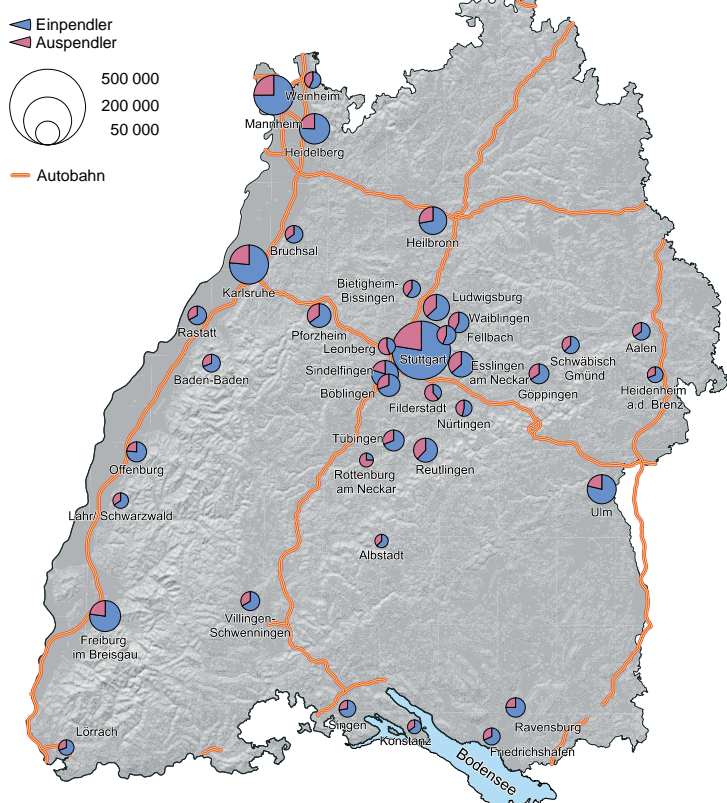 Einpendler
Auspendler
500 000
200 000
50 000
Autobahn
Weinheim
Mannheim
Heidelberg
Heilbronn
Bruchsal
Karlsruhe
Bietigheim-
Bissingen
Ludwigsburg
Waiblingen
Fellbach
Rastatt
Pforzheim
Leonberg
Stuttgart
Aalen
Schwäbisch
Gmünd
Sindelfingen
Esslingen
am Neckar
Baden-Baden
Böblingen
Göppingen
Heidenheim
a.d. Brenz
Filderstadt
Nürtingen
Tübingen
Offenburg
Reutlingen
Rottenburg
am Neckar
Lahr/ Schwarzwald
Ulm
Albstadt
Villingen-
Schwenningen
Freiburg
im Breisgau
Singen
Ravensburg
Lörrach
Konstanz
Friedrichshafen
Bodensee